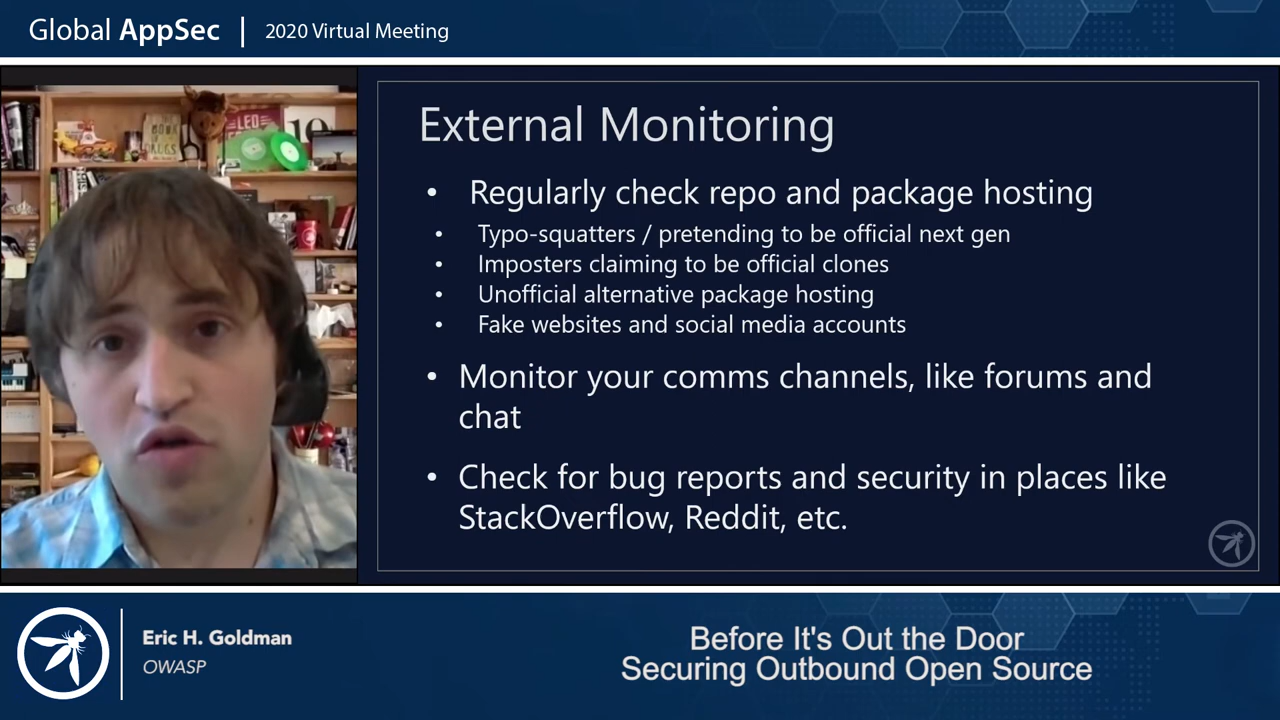 Global AppSec | 2020 Virtual Meeting
LED
External Monitoring
• Regularly check repo and package hosting
• Typo-squatters / pretending to be official next gen
• Imposters claiming to be official clones
• Unofficial alternative package hosting
• Fake websites and social media accounts
• Monitor your comms channels, like forums and
chat
• Check for bug reports and security in places like
StackOverflow, Reddit, etc.
Eric H. Goldman
OWASP
Before It's Out the Door
Securing Outbound Open Source